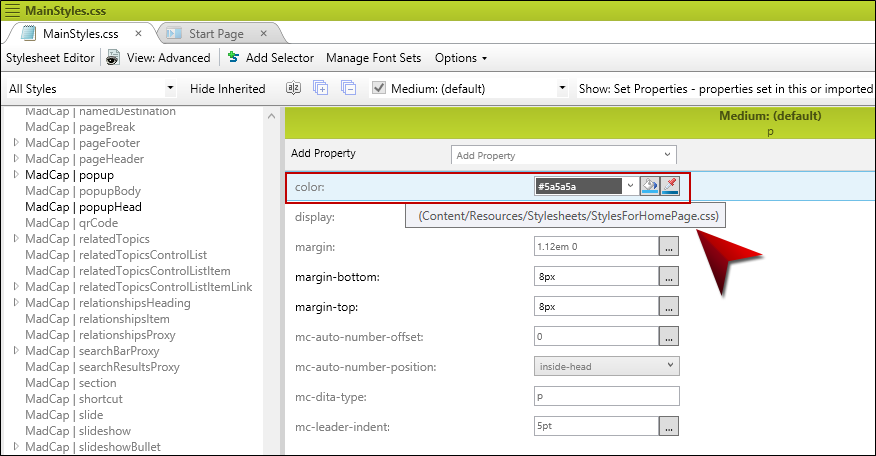 MainStyles.css
MainStyles.css × Start Page ×
Stylesheet Editor View: Advanced Add Selector Manage Font Sets Options
All Styles Hide Inherited Medium: (default) Show: Set Properties - properties set in this or imported
MadCap | namedDestination
MadCap | pageBreak
MadCap | pageFooter
MadCap | pageHeader
MadCap | popup
MadCap | popupBody
MadCap | popupHead
MadCap | qrCode
MadCap | relatedTopics
MadCap | relatedTopicsControlList
MadCap | relatedTopicsControlListItem
MadCap | relatedTopicsControlListItemLink
MadCap | relationshipsHeading
MadCap | relationshipsItem
MadCap | relationshipsProxy
MadCap | searchBarProxy
MadCap | searchResultsProxy
MadCap | section
MadCap | shortcut
MadCap | slide
MadCap | slideshow
MadCap | slideshowBullet
Medium: (default)
p
Add Property Add Property
color: #5a5a5a
(Content/Resources/Stylesheets/StylesForHomePage.css)
display:
margin: 1.12em 0 ...
margin-bottom: 8px ...
margin-top: 8px ...
mc-auto-number-offset: 0 ...
mc-auto-number-position: inside-head
mc-dita-type: p
mc-leader-indent: 5pt ...